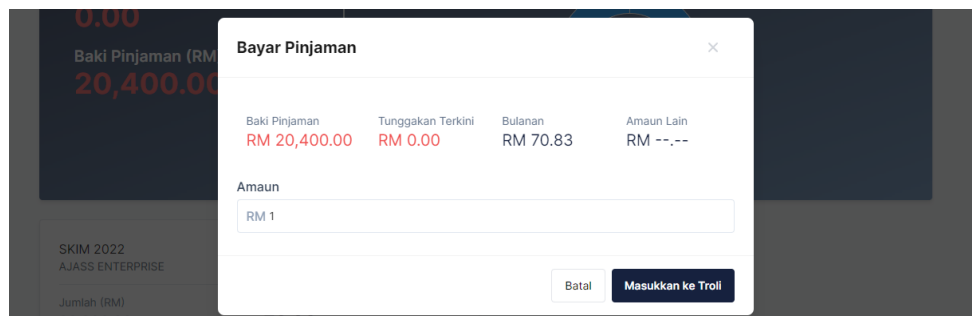 0.00
Baki Pinjaman (RM
20,400.00
Bayar Pinjaman
×
Baki Pinjaman
RM 20,400.00
Tunggakan Terkini
RM 0.00
Bulanan
RM 70.83
Amaun Lain
RM --.--
Amaun
RM 1
Batal
Masukkan ke Troli
SKIM 2022
AJASS ENTERPRISE
Jumlah (RM)